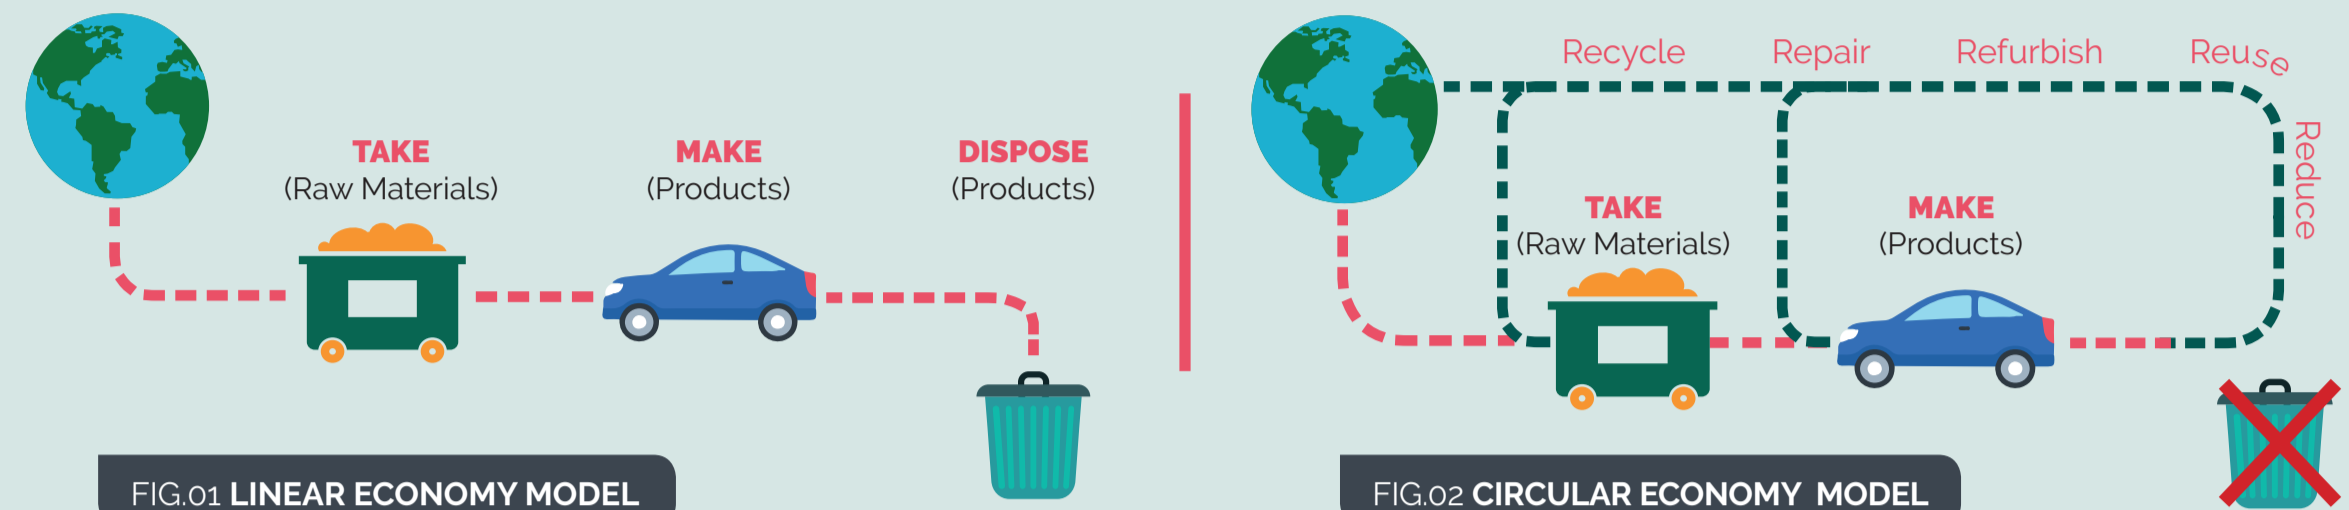 TAKE
(Raw Materials)
MAKE
(Products)
DISPOSE
(Products)
FIG.01 LINEAR ECONOMY MODEL
Recycle
Repair
Refurbish
Reuse
Reduce
TAKE
(Raw Materials)
MAKE
(Products)
FIG.02 CIRCULAR ECONOMY MODEL